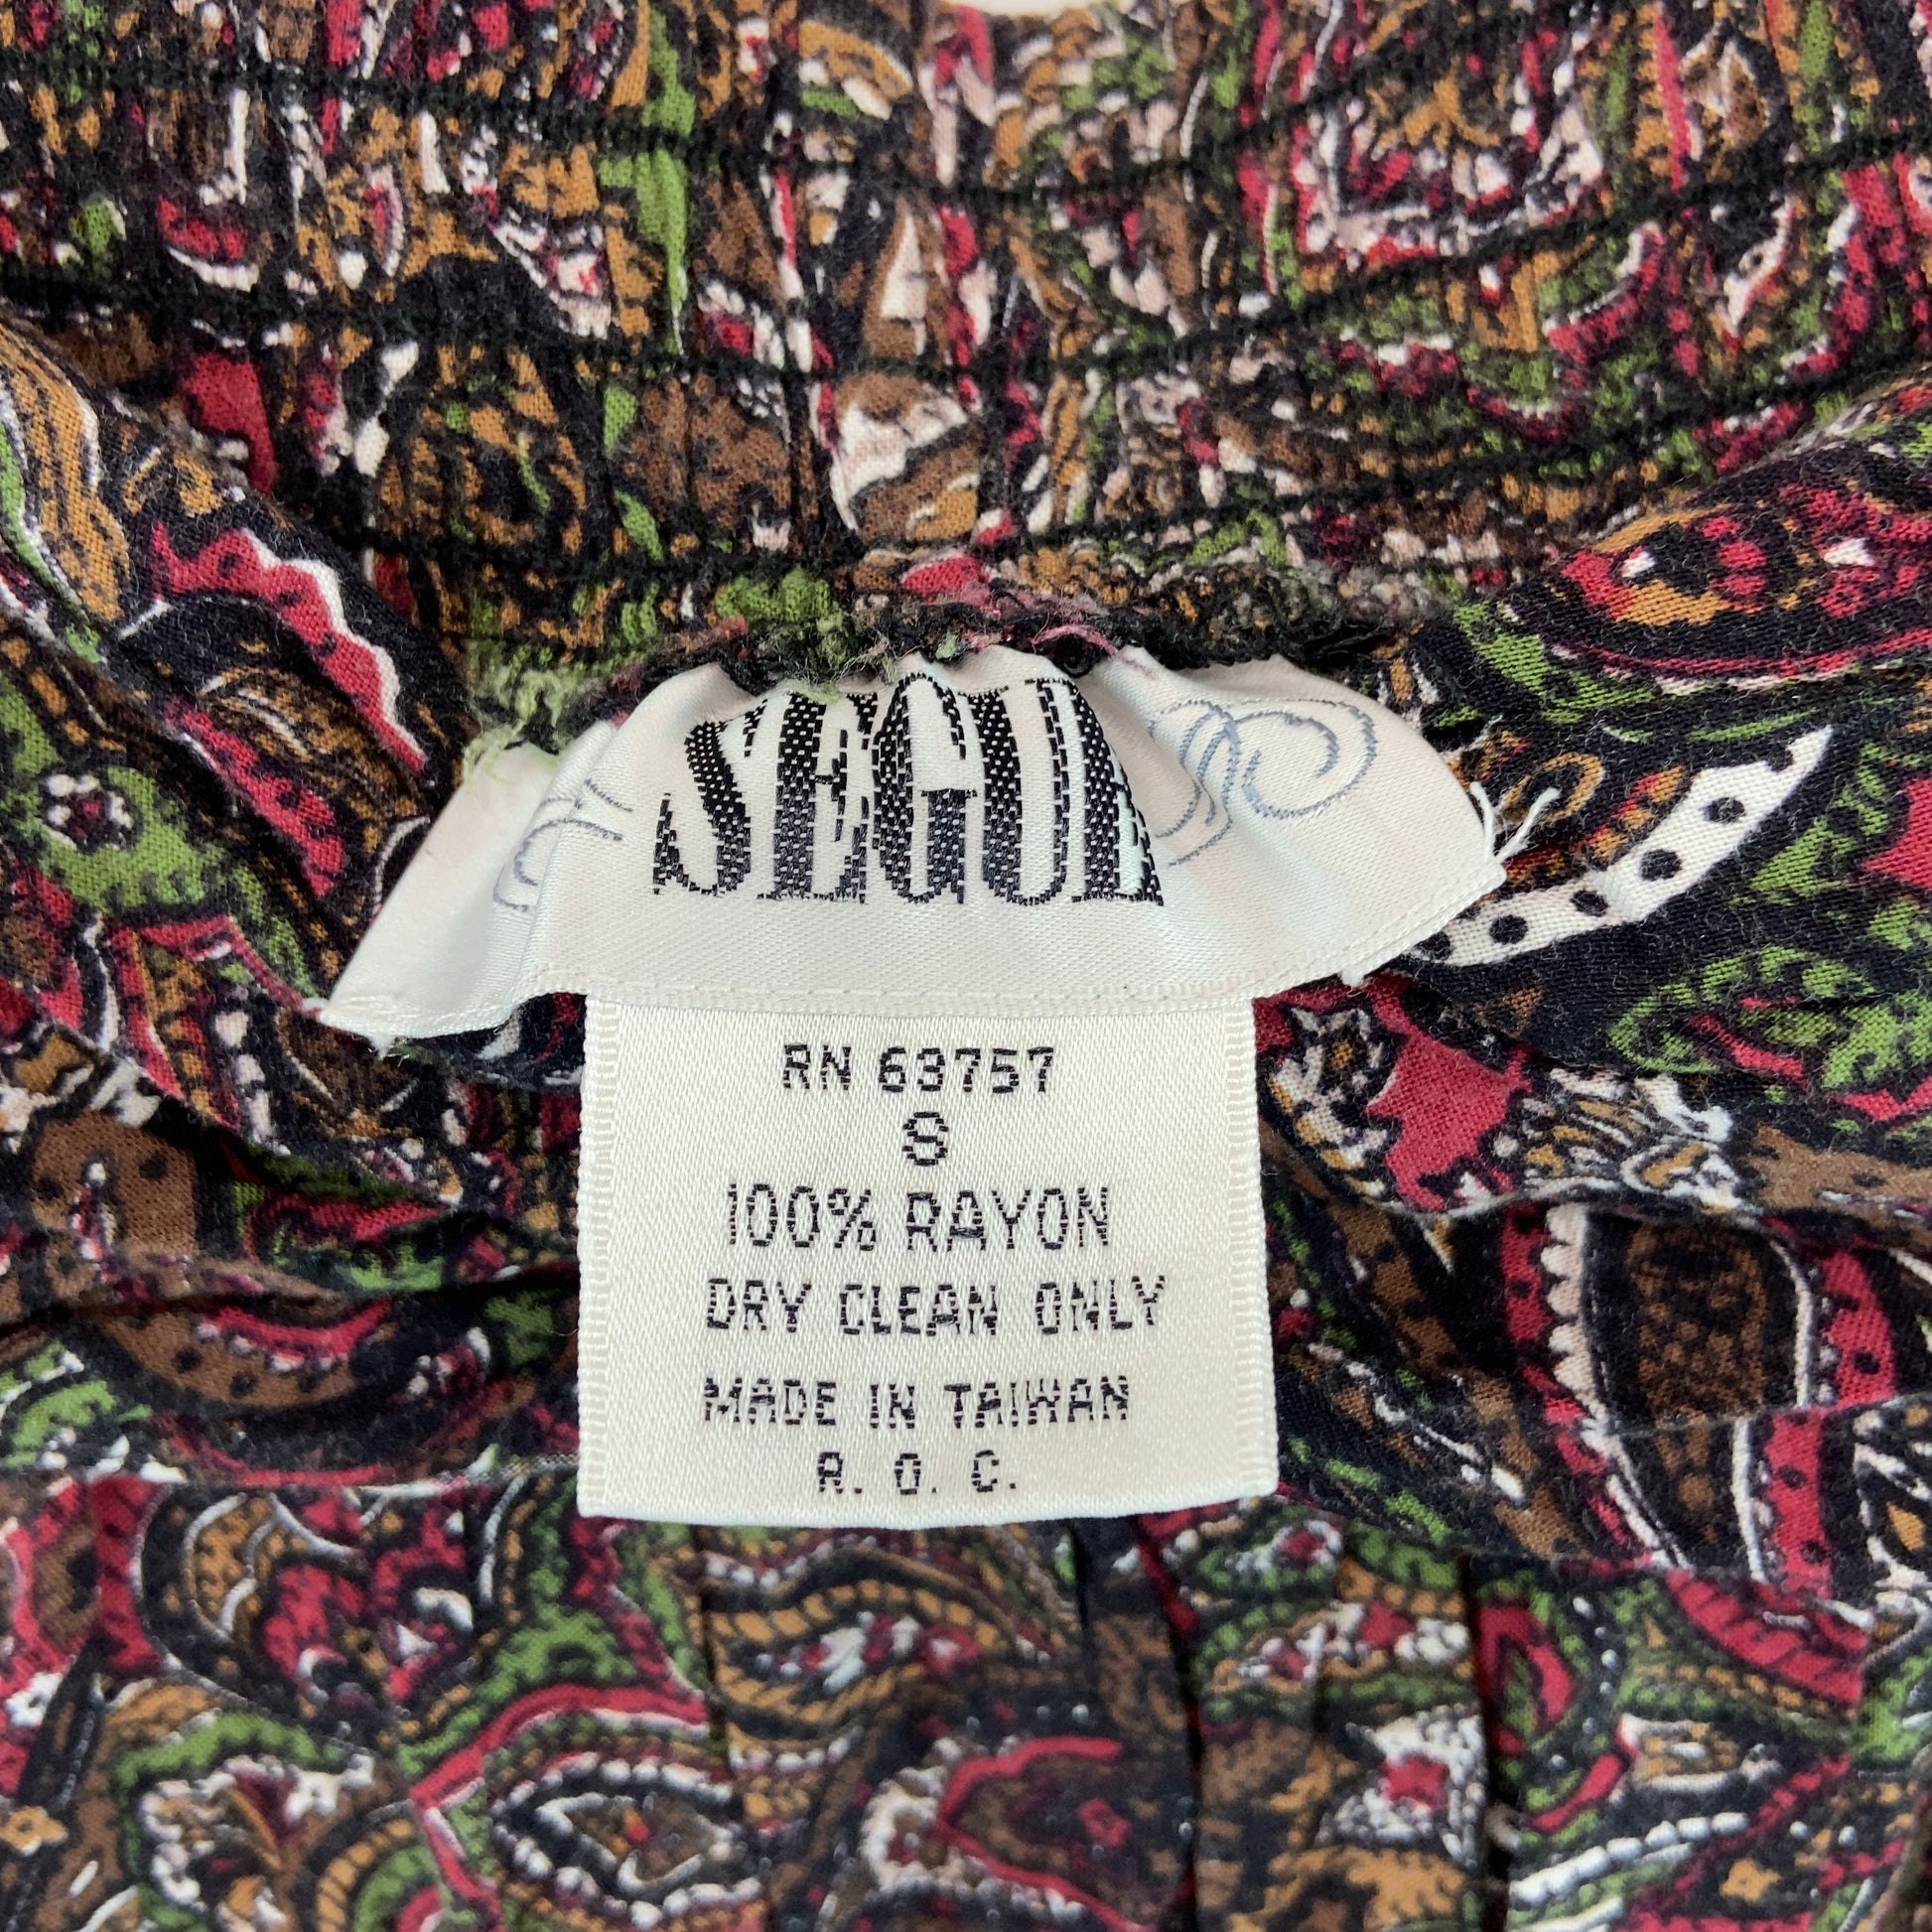 SEGUE
RN 63757
S
100% RAYON
DRY CLEAN ONLY
MADE IN TAIWAN
R. O. C.